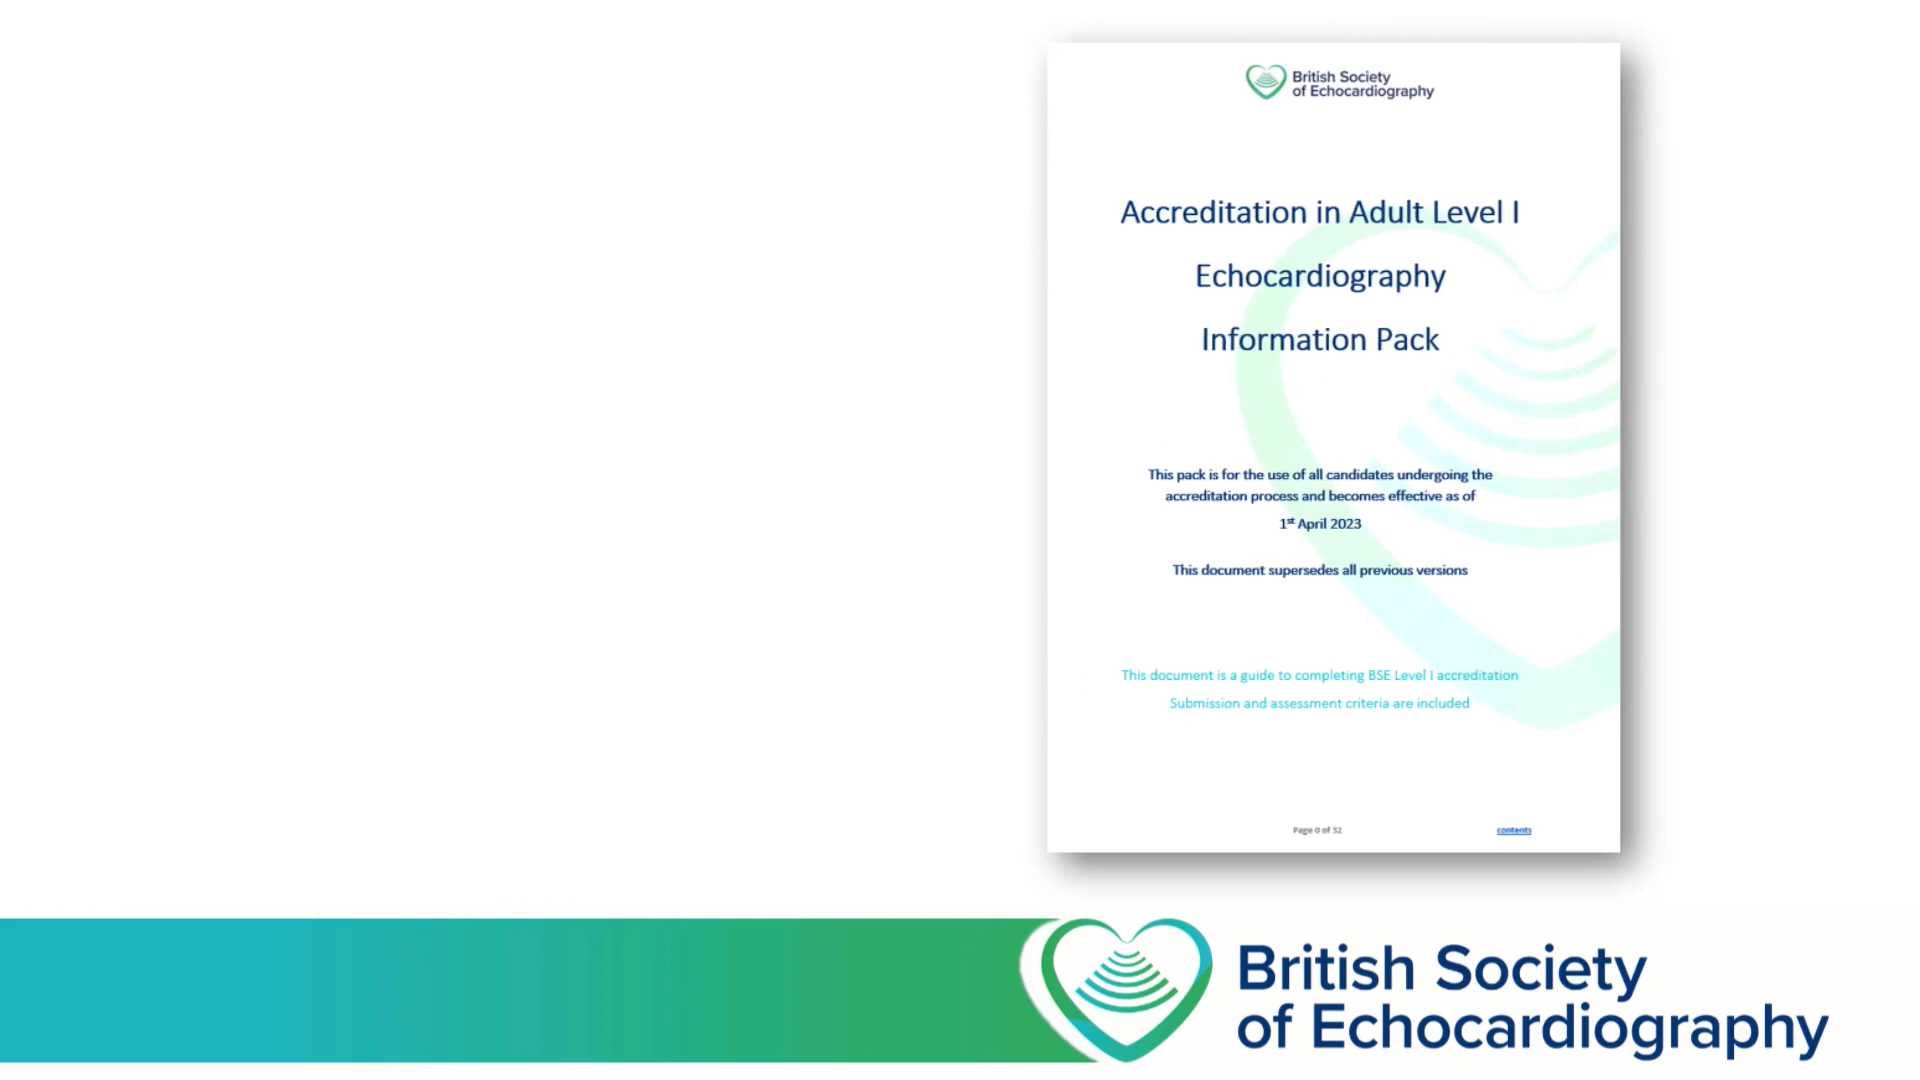 British Society
of Echocardiography
Accreditation in Adult Level I
Echocardiography
Information Pack
This pack is for the use of all candidates undergoing the
accreditation process and becomes effective as of
1st April 2023
This document supersedes all previous versions
This document is a guide to completing BSE Level I accreditation
Submission and assessment criteria are included
Page 0 of 32
contents
British Society
of Echocardiography